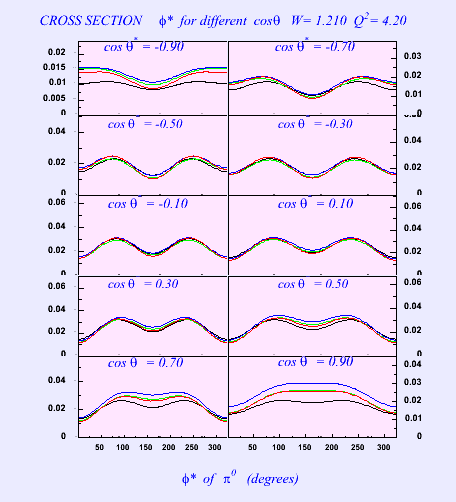 CROSS SECTION ϕ* for different cosθ W= 1.210 Q²= 4.20
cos θ* = -0.90
cos θ* = -0.70
0.02
0.015
0.01
0.005
0.03
0.02
0.01
cos θ* = -0.50
cos θ* = -0.30
0.04
0.02
0
0.04
0.02
0
cos θ* = -0.10
cos θ* = 0.10
0.06
0.04
0.02
0
0.06
0.04
0.02
0
cos θ* = 0.30
cos θ* = 0.50
0.06
0.04
0.02
0
0.06
0.04
0.02
0
cos θ* = 0.70
cos θ* = 0.90
0.04
0.02
0
0.04
0.03
0.02
0.01
0
50 100 150 200 250 300 50 100 150 200 250 300
ϕ* of π⁰ (degrees)